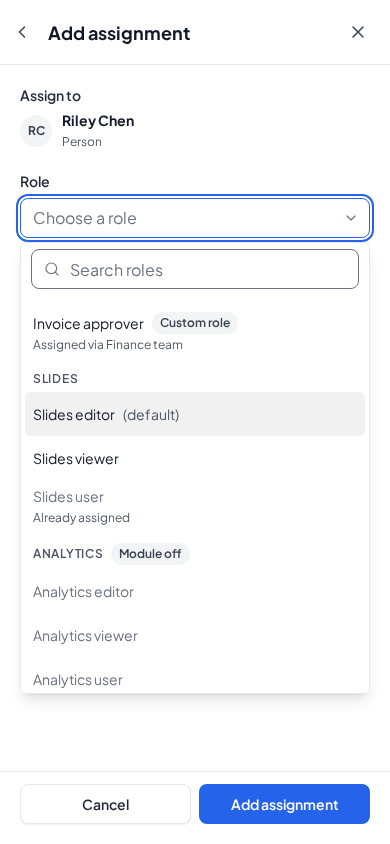 Add assignment
Assign to
RC
Riley Chen
Person
Role
Choose a role
Search roles
Invoice approver Custom role
Assigned via Finance team
SLIDES
Slides editor (default)
Slides viewer
Slides user
Already assigned
ANALYTICS Module off
Analytics editor
Analytics viewer
Analytics user
Cancel Add assignment